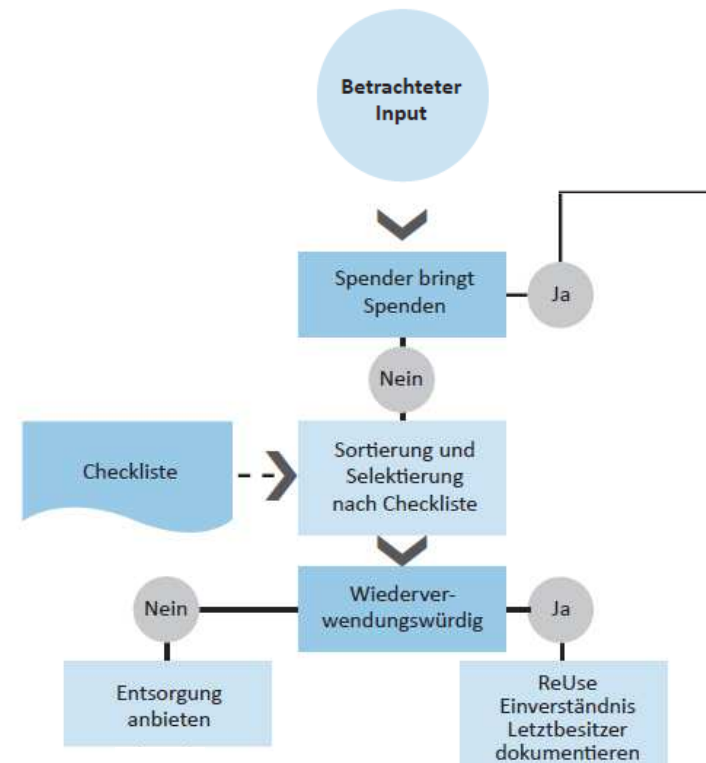 Betrachteter
Input
Spender bringt
Spenden
Ja
Nein
Checkliste
Sortierung und
Selektierung
nach Checkliste
Nein
Wiederver-
wendungswürdig
Ja
Entsorgung
anbieten
ReUse
Einverständnis
Letztbesitzer
dokumentieren